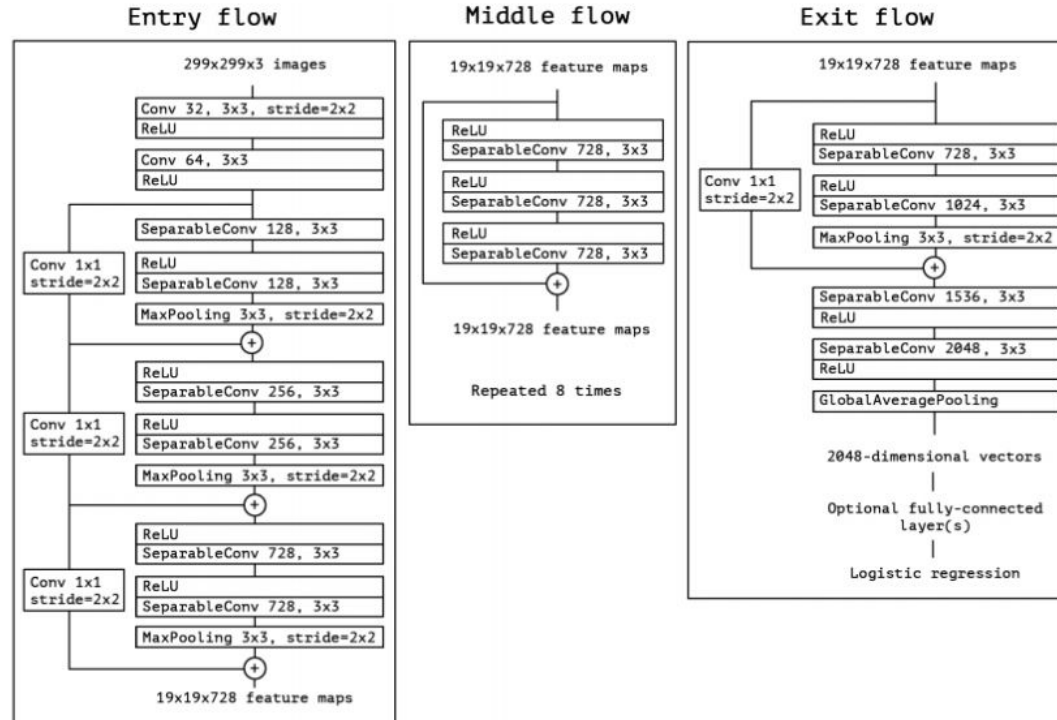 Entry flow
299x299x3 images
Conv 32, 3x3, stride=2x2
ReLU
Conv 64, 3x3
ReLU
SeparableConv 128, 3x3
Conv 1x1
stride=2x2
ReLU
SeparableConv 128, 3x3
MaxPooling 3x3, stride=2x2
+
ReLU
SeparableConv 256, 3x3
Conv 1x1
stride=2x2
ReLU
SeparableConv 256, 3x3
MaxPooling 3x3, stride=2x2
+
ReLU
SeparableConv 728, 3x3
Conv 1x1
stride=2x2
ReLU
SeparableConv 728, 3x3
MaxPooling 3x3, stride=2x2
+
19x19x728 feature maps
Middle flow
19x19x728 feature maps
ReLU
SeparableConv 728, 3x3
ReLU
SeparableConv 728, 3x3
ReLU
SeparableConv 728, 3x3
+
19x19x728 feature maps
Repeated 8 times
Exit flow
19x19x728 feature maps
ReLU
SeparableConv 728, 3x3
Conv 1x1
stride=2x2
ReLU
SeparableConv 1024, 3x3
MaxPooling 3x3, stride=2x2
+
SeparableConv 1536, 3x3
ReLU
SeparableConv 2048, 3x3
ReLU
GlobalAveragePooling
2048-dimensional vectors
Optional fully-connected
layer(s)
Logistic regression